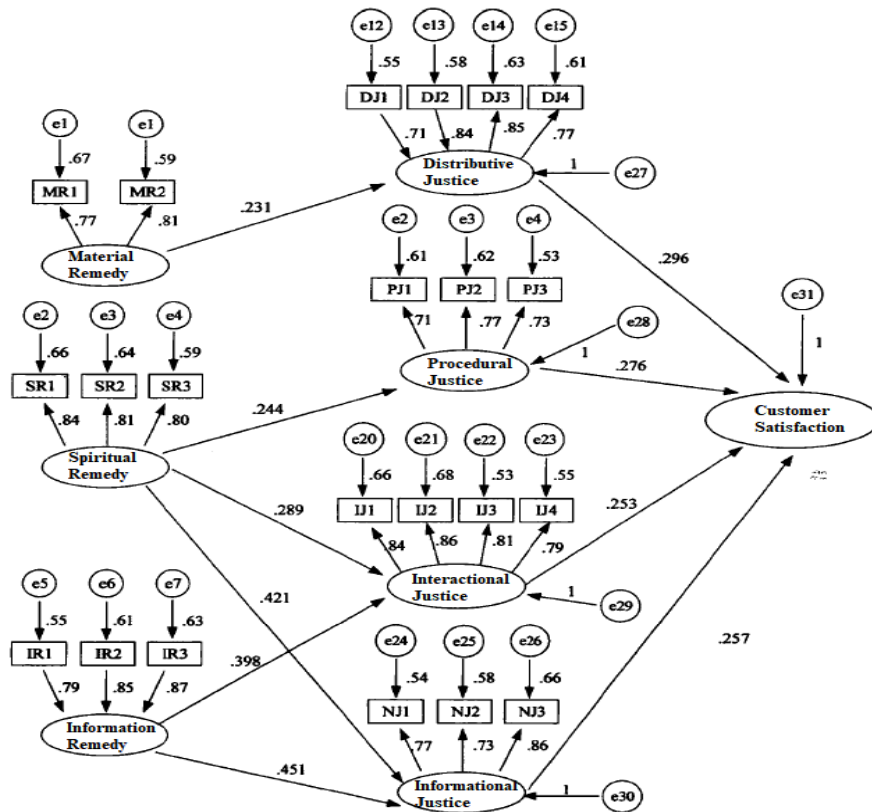 e12 e13 e14 e15
.55 .58 .63 .61
DJ1 DJ2 DJ3 DJ4
.71 .84 .85 .77
Distributive
Justice
1
e27
e1 e1
.67 .59
MR1 MR2
.77 .81
Material
Remedy
.231
e2 e3 e4
.61 .62 .53
PJ1 PJ2 PJ3
.71 .77 .73
Procedural
Justice
1
e28
.296
.276
e31
1
Customer
Satisfaction
e2 e3 e4
.66 .64 .59
SR1 SR2 SR3
.84 .81 .80
Spiritual
Remedy
.244
.289
.421
e20 e21 e22 e23
.66 .68 .53 .55
IJ1 IJ2 IJ3 IJ4
.84 .86 .81 .79
Interactional
Justice
1
e29
.253
e5 e6 e7
.55 .61 .63
IR1 IR2 IR3
.79 .85 .87
Information
Remedy
.398
.451
e24 e25 e26
.54 .58 .66
NJ1 NJ2 NJ3
.77 .73 .86
Informational
Justice
1
e30
.257